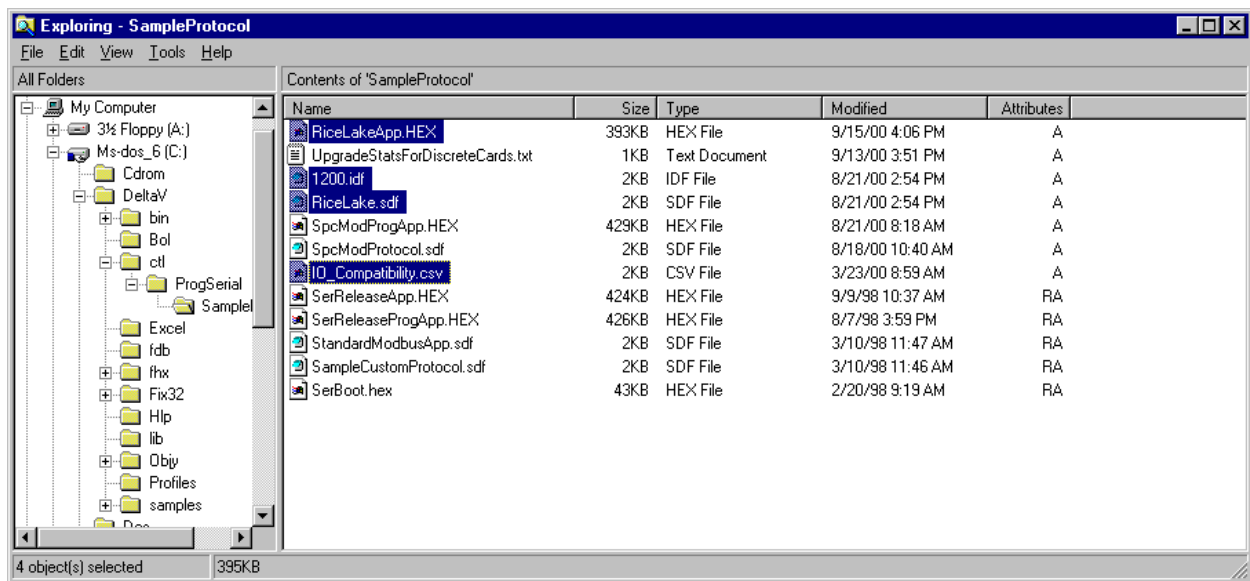 Exploring - SampleProtocol
File Edit View Tools Help
All Folders
Contents of 'SampleProtocol'
My Computer
3½ Floppy (A:)
Ms-dos_6 (C:)
Cdrom
DeltaV
bin
Bol
ctl
ProgSerial
Samplel
Excel
fdb
fhx
Fix32
Hlp
lib
Objy
Profiles
samples
Dos
Name Size Type Modified Attributes
RiceLakeApp.HEX 393KB HEX File 9/15/00 4:06 PM A
UpgradeStatsForDiscreteCards.txt 1KB Text Document 9/13/00 3:51 PM A
1200.idf 2KB IDF File 8/21/00 2:54 PM A
RiceLake.sdf 2KB SDF File 8/21/00 2:54 PM A
SpcModProgApp.HEX 429KB HEX File 8/21/00 8:18 AM A
SpcModProtocol.sdf 2KB SDF File 8/18/00 10:40 AM A
IO_Compatibility.csv 2KB CSV File 3/23/00 8:59 AM A
SerReleaseApp.HEX 424KB HEX File 9/9/98 10:37 AM RA
SerReleaseProgApp.HEX 426KB HEX File 8/7/98 3:59 PM RA
StandardModbusApp.sdf 2KB SDF File 3/10/98 11:47 AM RA
SampleCustomProtocol.sdf 2KB SDF File 3/10/98 11:46 AM RA
SerBoot.hex 43KB HEX File 2/20/98 9:19 AM RA
4 object(s) selected 395KB